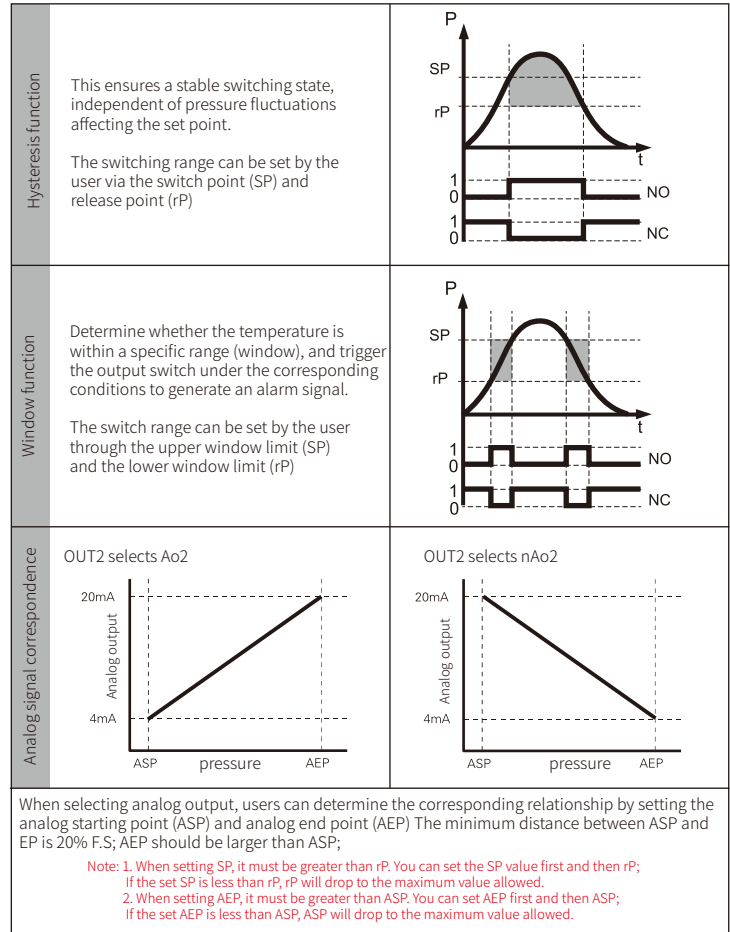 Hysteresis function
This ensures a stable switching state,
independent of pressure fluctuations
affecting the set point.
The switching range can be set by the
user via the switch point (SP) and
release point (rP)
P
SP
rP
t
1
0
NO
1
0
NC
Window function
Determine whether the temperature is
within a specific range (window), and trigger
the output switch under the corresponding
conditions to generate an alarm signal.
The switch range can be set by the user
through the upper window limit (SP)
and the lower window limit (rP)
P
SP
rP
t
1
0
NO
1
0
NC
Analog signal correspondence
OUT2 selects Ao2
20mA
Analog output
4mA
ASP pressure AEP
OUT2 selects nAo2
20mA
Analog output
4mA
ASP pressure AEP
When selecting analog output, users can determine the corresponding relationship by setting the
analog starting point (ASP) and analog end point (AEP) The minimum distance between ASP and
EP is 20% F.S; AEP should be larger than ASP;
Note: 1. When setting SP, it must be greater than rP. You can set the SP value first and then rP;
If the set SP is less than rP, rP will drop to the maximum value allowed.
2. When setting AEP, it must be greater than ASP. You can set AEP first and then ASP;
If the set AEP is less than ASP, ASP will drop to the maximum value allowed.